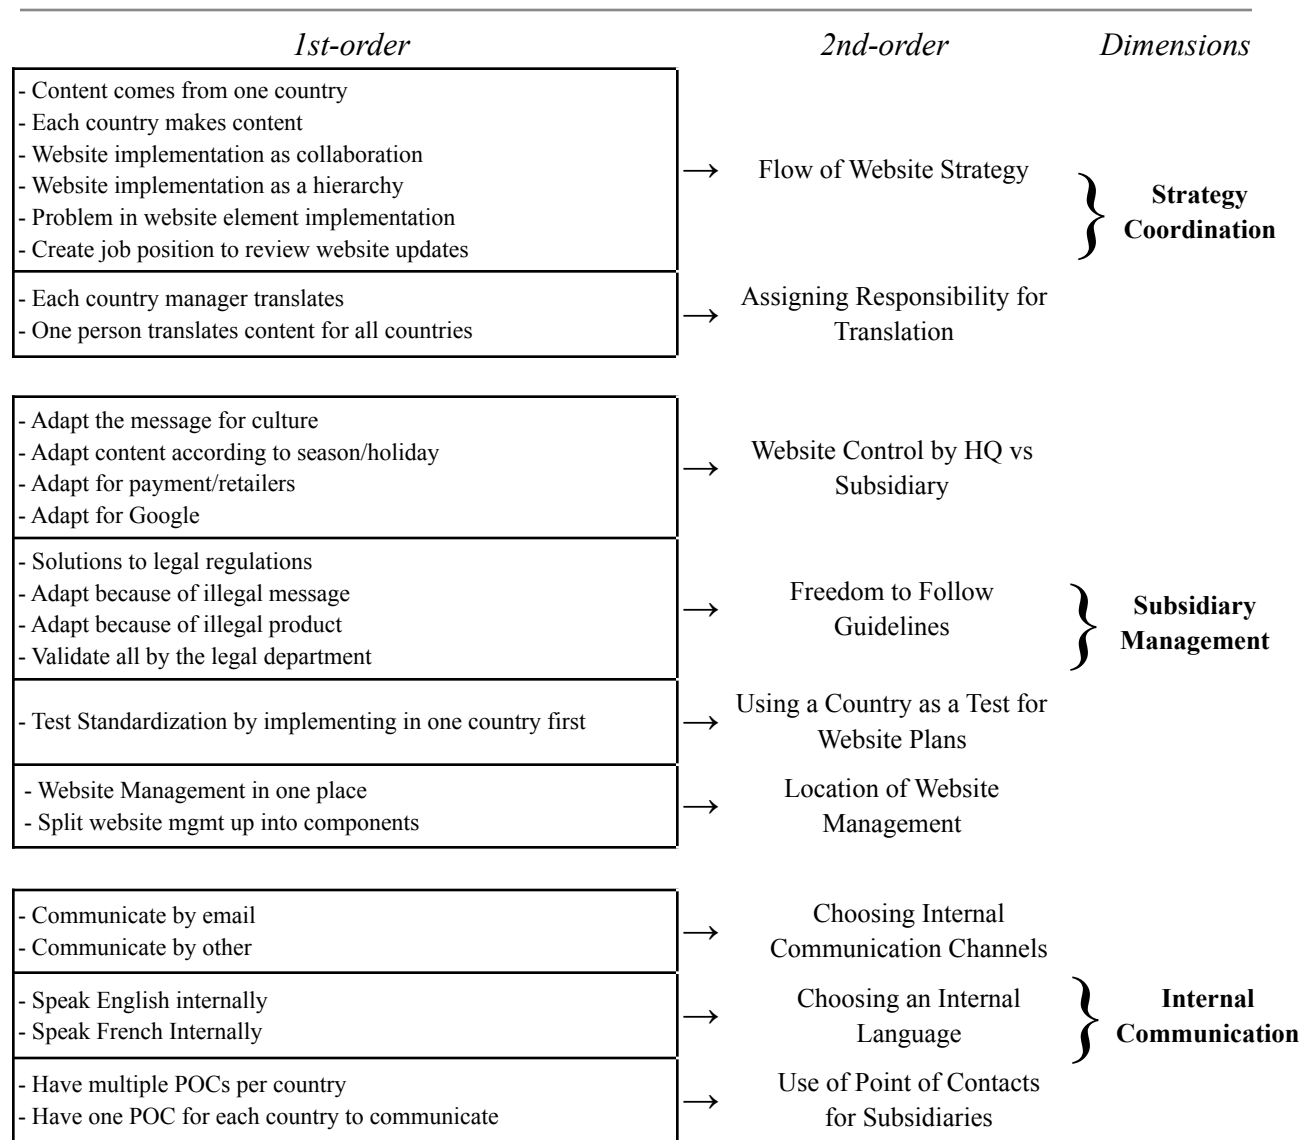 1st-order 2nd-order Dimensions
- Content comes from one country
- Each country makes content
- Website implementation as collaboration
- Website implementation as a hierarchy
- Problem in website element implementation
- Create job position to review website updates
→ Flow of Website Strategy
- Each country manager translates
- One person translates content for all countries
→ Assigning Responsibility for
Translation
} Strategy
Coordination
- Adapt the message for culture
- Adapt content according to season/holiday
- Adapt for payment/retailers
- Adapt for Google
→ Website Control by HQ vs
Subsidiary
- Solutions to legal regulations
- Adapt because of illegal message
- Adapt because of illegal product
- Validate all by the legal department
→ Freedom to Follow
Guidelines
- Test Standardization by implementing in one country first
→ Using a Country as a Test for
Website Plans
- Website Management in one place
- Split website mgmt up into components
→ Location of Website
Management
} Subsidiary
Management
- Communicate by email
- Communicate by other
→ Choosing Internal
Communication Channels
- Speak English internally
- Speak French Internally
→ Choosing an Internal
Language
- Have multiple POCs per country
- Have one POC for each country to communicate
→ Use of Point of Contacts
for Subsidiaries
} Internal
Communication